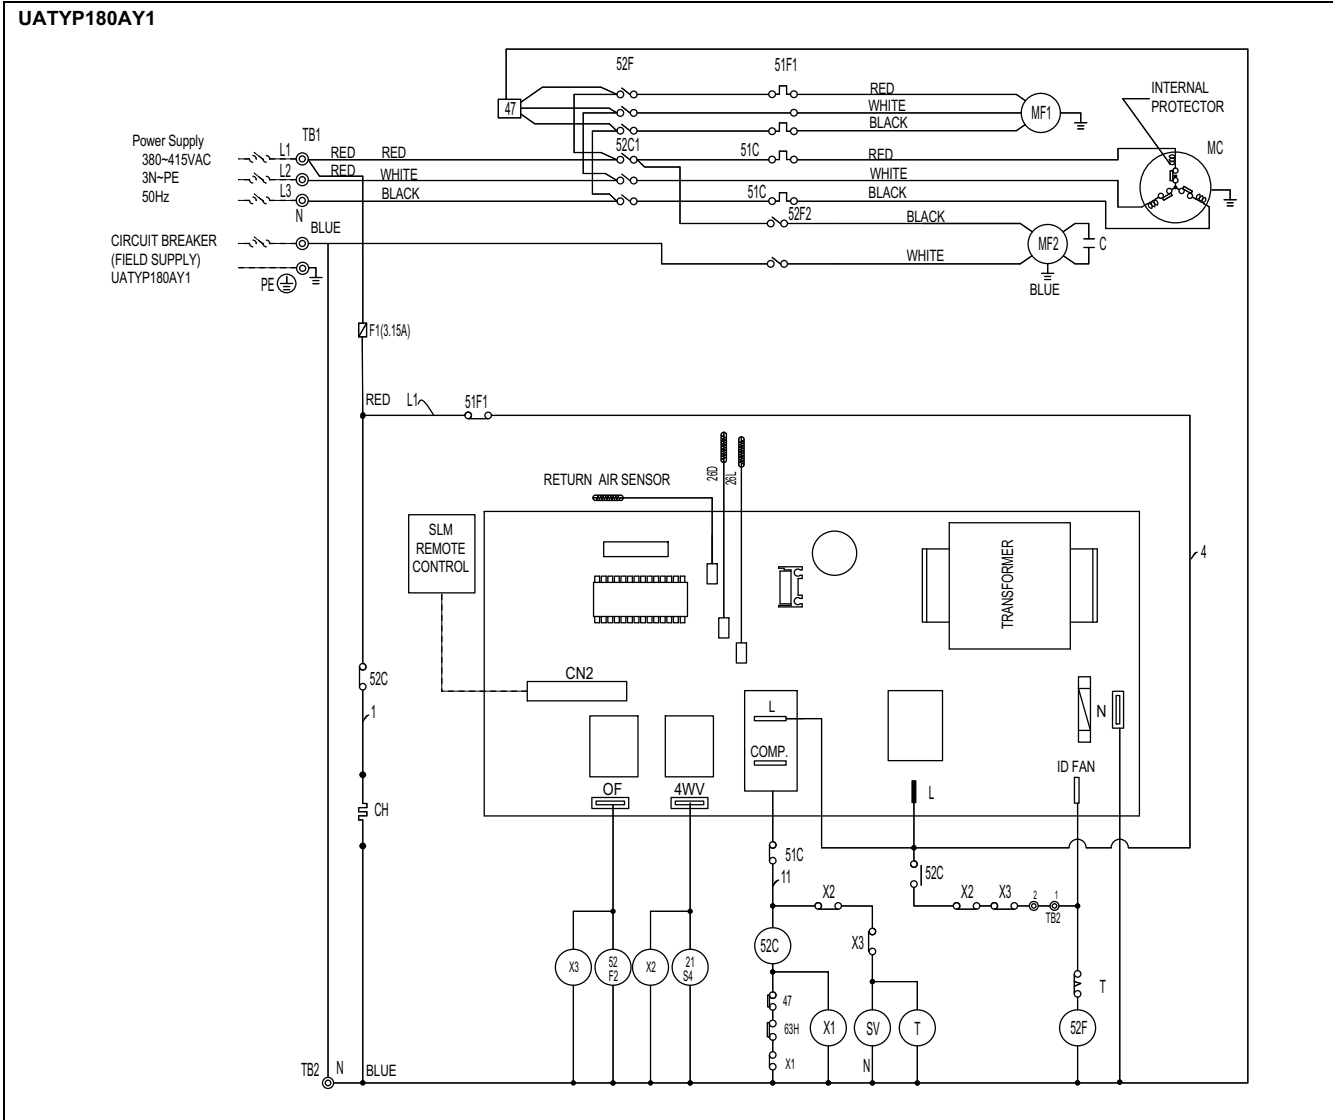 UATYP180AY1
52F
51F1
RED
WHITE
BLACK
47
MF1
INTERNAL
PROTECTOR
MC
Power Supply
380~415VAC
3N~PE
50Hz
TB1
L1
RED
RED
52C1
51C
RED
L2
RED
WHITE
WHITE
L3
BLACK
51C
BLACK
N
BLUE
52F2
BLACK
WHITE
MF2
C
BLUE
CIRCUIT BREAKER
(FIELD SUPPLY)
UATYP180AY1
PE
F1(3.15A)
RED
L1
51F1
RETURN AIR SENSOR
26D
26L
SLM
REMOTE
CONTROL
TRANSFORMER
4
CN2
52C
1
L
COMP.
N
ID FAN
OF
4WV
L
CH
51C
11
52C
X2
X2
X3
2
1
TB2
X3
52C
X3
52
F2
X2
21
S4
47
63H
X1
X1
SV
T
T
52F
N
TB2
N
BLUE